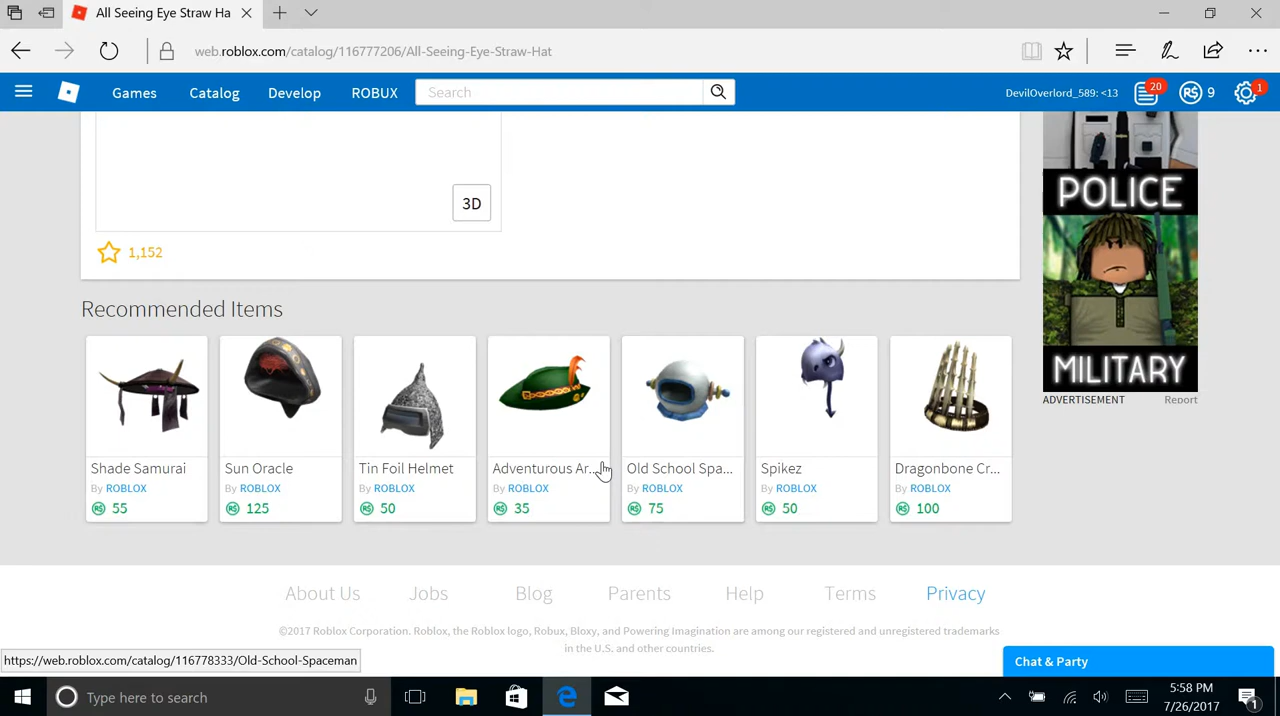 All Seeing Eye Straw Ha
web.roblox.com/catalog/116777206/All-Seeing-Eye-Straw-Hat
Games Catalog Develop ROBUX Search DevilOverlord_589: <13 20 R$ 9 1
3D
1,152
POLICE
MILITARY
ADVERTISEMENT Report
Recommended Items
Shade Samurai Sun Oracle Tin Foil Helmet Adventurous Ar... Old School Spa... Spikez Dragonbone Cr...
By ROBLOX By ROBLOX By ROBLOX By ROBLOX By ROBLOX By ROBLOX By ROBLOX
R$ 55 R$ 125 R$ 50 R$ 35 R$ 75 R$ 50 R$ 100
About Us Jobs Blog Parents Help Terms Privacy
©2017 Roblox Corporation. Roblox, the Roblox logo, Robux, Bloxy, and Powering Imagination are among our registered and unregistered trademarks
in the U.S. and other countries.
https://web.roblox.com/catalog/116778333/Old-School-Spaceman
Chat & Party
Type here to search
5:58 PM
7/26/2017
1